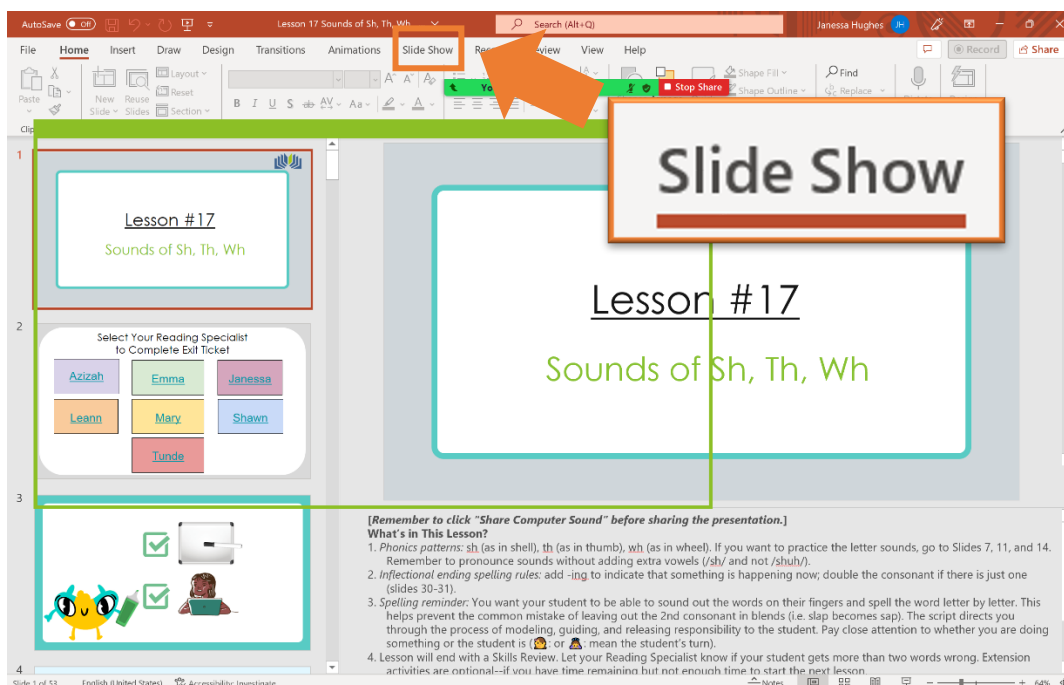 AutoSave Off Lesson 17 Sounds of Sh, Th, Wh Search (Alt+Q) Janessa Hughes JH
File Home Insert Draw Design Transitions Animations Slide Show View Help Record Share
Paste
New Slide
Reuse Slides
Layout
Reset
Section
B I U S ab AV Aa A
Stop Share
Shape Fill
Shape Outline
Find
Replace
Slide Show
1
Lesson #17
Sounds of Sh, Th, Wh
2
Select Your Reading Specialist
to Complete Exit Ticket
Azizah Emma Janessa
Leann Mary Shawn
Tunde
3
4
Lesson #17
Sounds of Sh, Th, Wh
[Remember to click "Share Computer Sound" before sharing the presentation.]
What's in This Lesson?
1. Phonics patterns: sh (as in shell), th (as in thumb), wh (as in wheel). If you want to practice the letter sounds, go to Slides 7, 11, and 14.
Remember to pronounce sounds without adding extra vowels (/sh/ and not /shuh/).
2. Inflectional ending spelling rules: add -ing to indicate that something is happening now; double the consonant if there is just one
(slides 30-31).
3. Spelling reminder: You want your student to be able to sound out the words on their fingers and spell the word letter by letter. This
helps prevent the common mistake of leaving out the 2nd consonant in blends (i.e. slap becomes sap). The script directs you
through the process of modeling, guiding, and releasing responsibility to the student. Pay close attention to whether you are doing
something or the student is (👩: or 👩: mean the student's turn).
4. Lesson will end with a Skills Review. Let your Reading Specialist know if your student gets more than two words wrong. Extension
activities are optional--if you have time remaining but not enough time to start the next lesson.
Slide 1 of 53 English (United States) Accessibility: Investigate Notes 64%